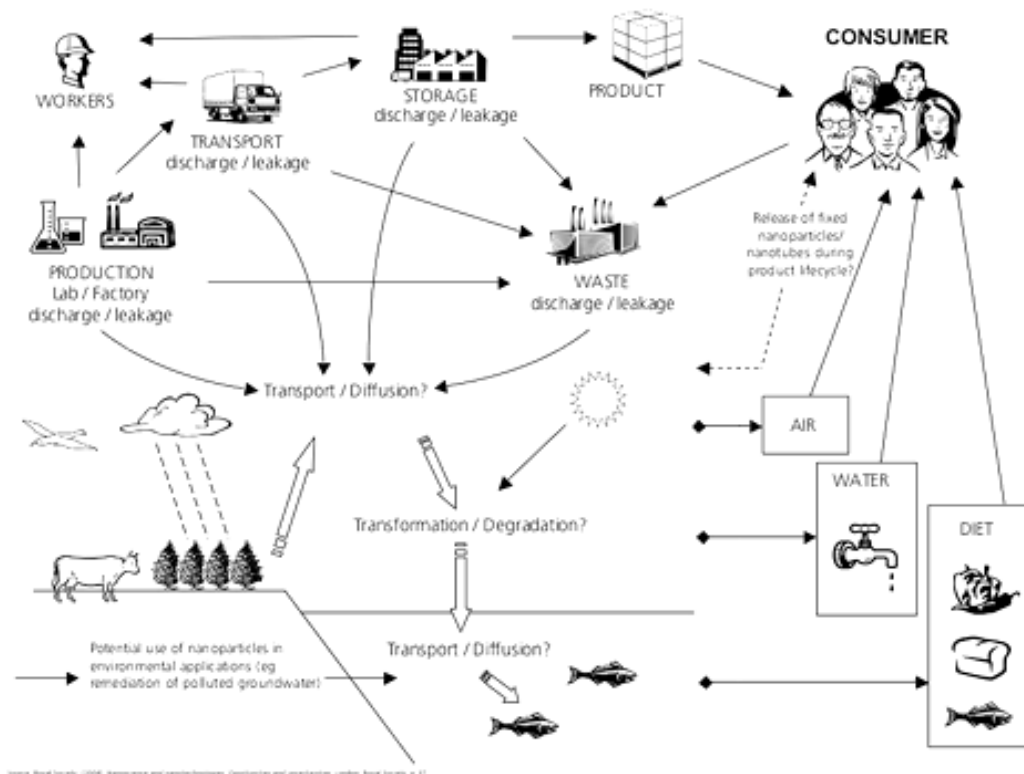 CONSUMER
WORKERS
STORAGE
discharge / leakage
PRODUCT
TRANSPORT
discharge / leakage
Release of fixed
nanoparticles/
nanotubes during
product lifecycle?
PRODUCTION
Lab / Factory
discharge / leakage
WASTE
discharge / leakage
Transport / Diffusion?
AIR
WATER
Transformation / Degradation?
DIET
Potential use of nanoparticles in
environmental applications (eg
remediation of polluted groundwater)
Transport / Diffusion?